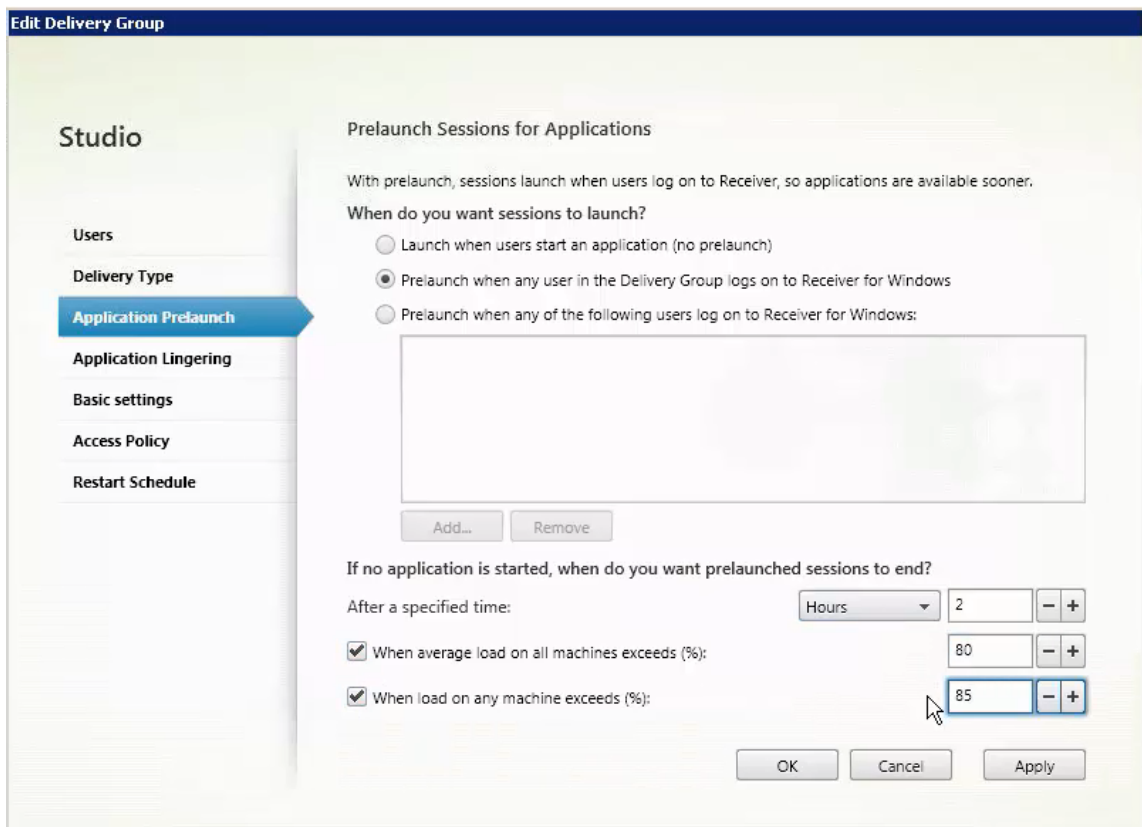 Edit Delivery Group
Studio
Users
Delivery Type
Application Prelaunch
Application Lingering
Basic settings
Access Policy
Restart Schedule
Prelaunch Sessions for Applications
With prelaunch, sessions launch when users log on to Receiver, so applications are available sooner.
When do you want sessions to launch?
Launch when users start an application (no prelaunch)
Prelaunch when any user in the Delivery Group logs on to Receiver for Windows
Prelaunch when any of the following users log on to Receiver for Windows:
Add... Remove
If no application is started, when do you want prelaunched sessions to end?
After a specified time: Hours 2 − +
When average load on all machines exceeds (%): 80 − +
When load on any machine exceeds (%): 85 − +
OK Cancel Apply